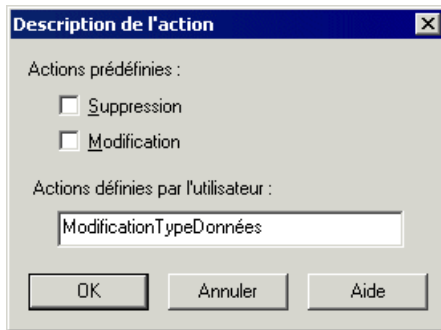 Description de l'action
Actions prédéfinies :
Suppression
Modification
Actions définies par l'utilisateur :
ModificationTypeDonnées
OK Annuler Aide